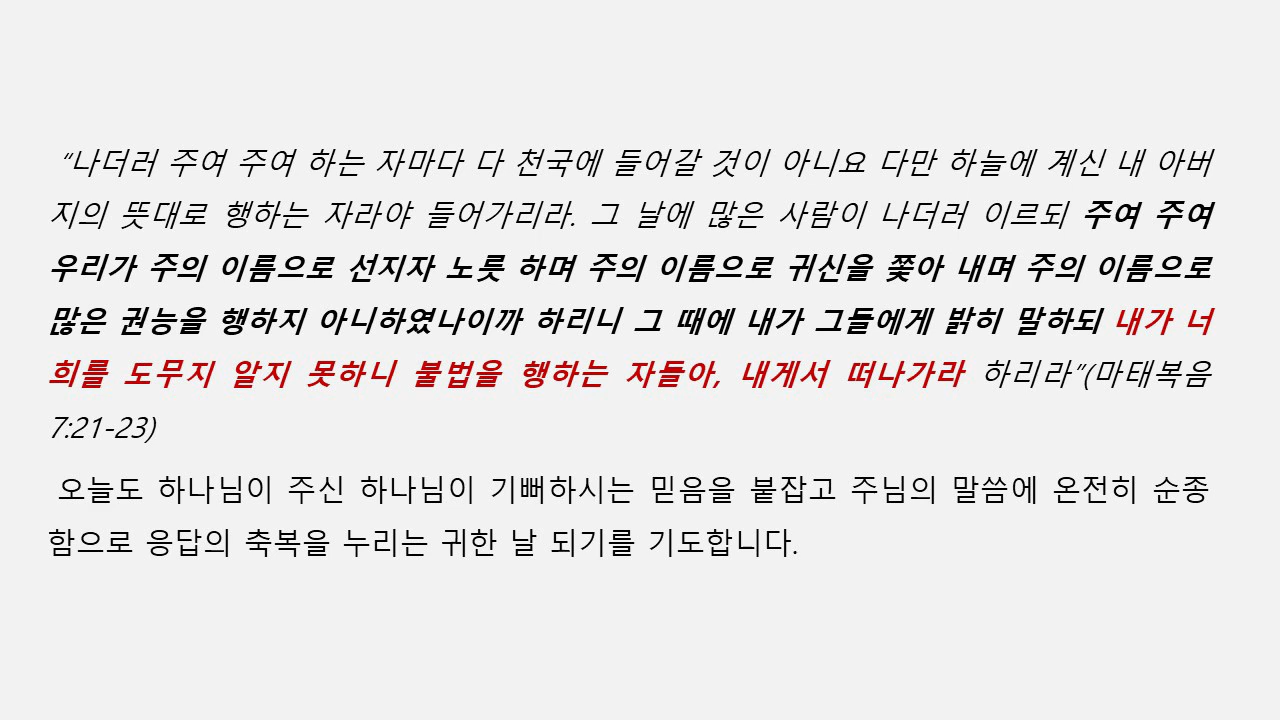 “나더러 주여 주여 하는 자마다 다 천국에 들어갈 것이 아니요 다만 하늘에 계신 내 아버
지의 뜻대로 행하는 자라야 들어가리라. 그 날에 많은 사람이 나더러 이르되 주여 주여
우리가 주의 이름으로 선지자 노릇 하며 주의 이름으로 귀신을 쫓아 내며 주의 이름으로
많은 권능을 행하지 아니하였나이까 하리니 그 때에 내가 그들에게 밝히 말하되 내가 너
희를 도무지 알지 못하니 불법을 행하는 자들아, 내게서 떠나가라 하리라”(마태복음
7:21-23)
오늘도 하나님이 주신 하나님이 기뻐하시는 믿음을 붙잡고 주님의 말씀에 온전히 순종
함으로 응답의 축복을 누리는 귀한 날 되기를 기도합니다.